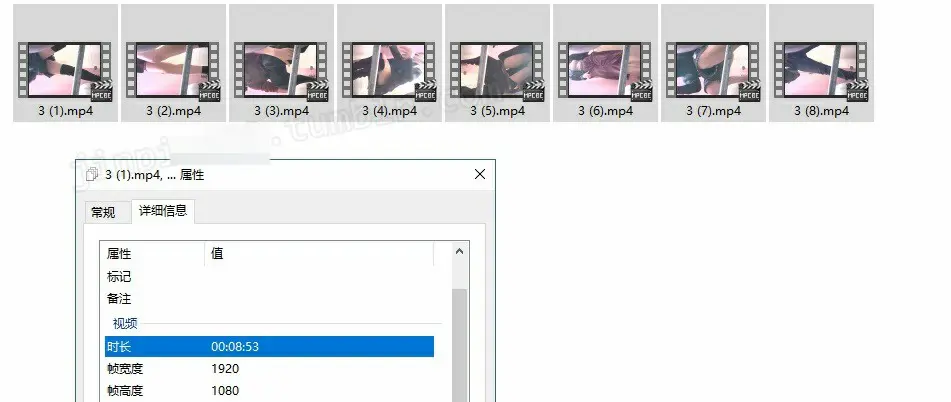 3 (1).mp4
3 (2).mp4
3 (3).mp4
3 (4).mp4
3 (5).mp4
3 (6).mp4
3 (7).mp4
3 (8).mp4
3 (1).mp4, ... 属性
常规
详细信息
属性 值
标记
备注
视频
时长 00:08:53
帧宽度 1920
帧高度 1080